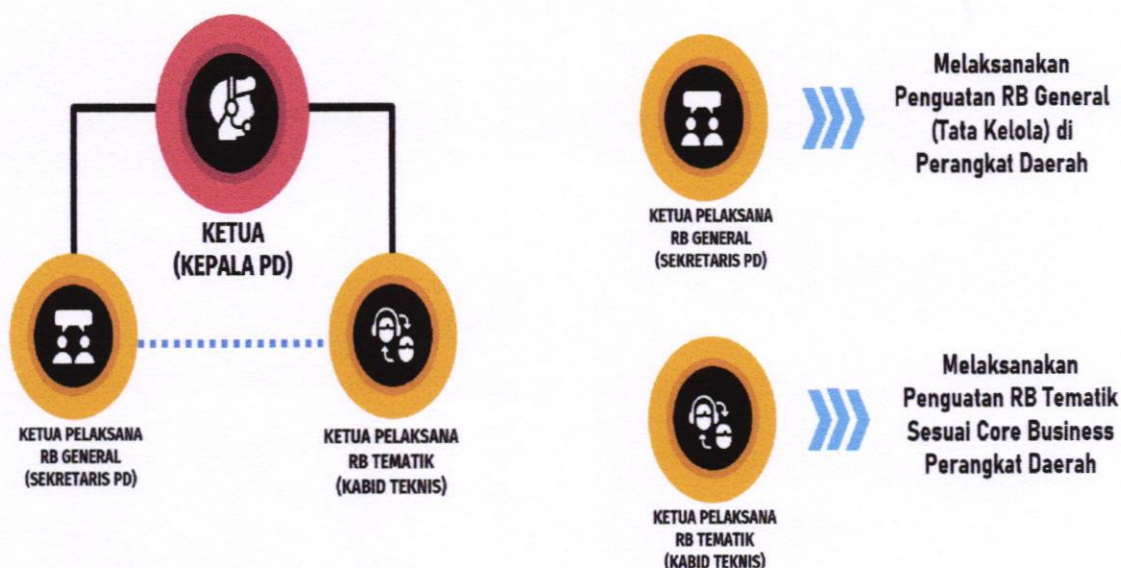 KETUA
(KEPALA PD)
KETUA PELAKSANA
RB GENERAL
(SEKRETARIS PD)
KETUA PELAKSANA
RB TEMATIK
(KABID TEKNIS)
KETUA PELAKSANA
RB GENERAL
(SEKRETARIS PD)
Melaksanakan
Penguatan RB General
(Tata Kelola) di
Perangkat Daerah
KETUA PELAKSANA
RB TEMATIK
(KABID TEKNIS)
Melaksanakan
Penguatan RB Tematik
Sesuai Core Business
Perangkat Daerah